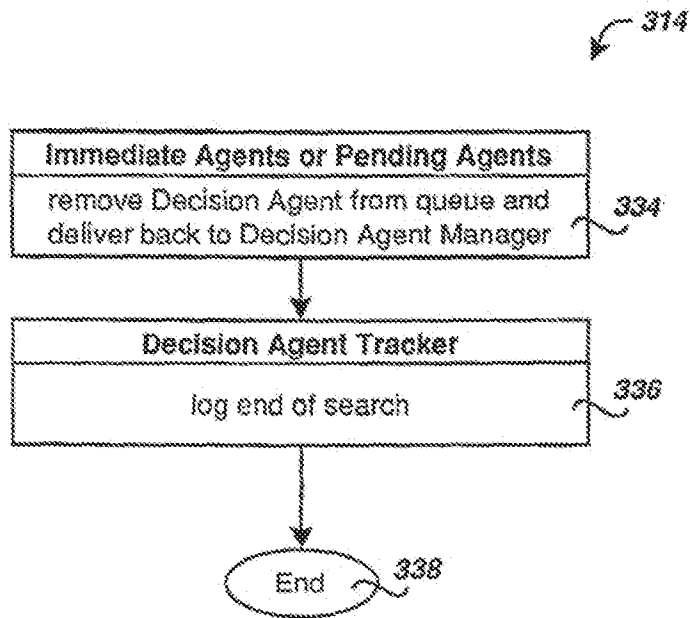 314
Immediate Agents or Pending Agents
remove Decision Agent from queue and
deliver back to Decision Agent Manager
334
Decision Agent Tracker
log end of search
336
End
338